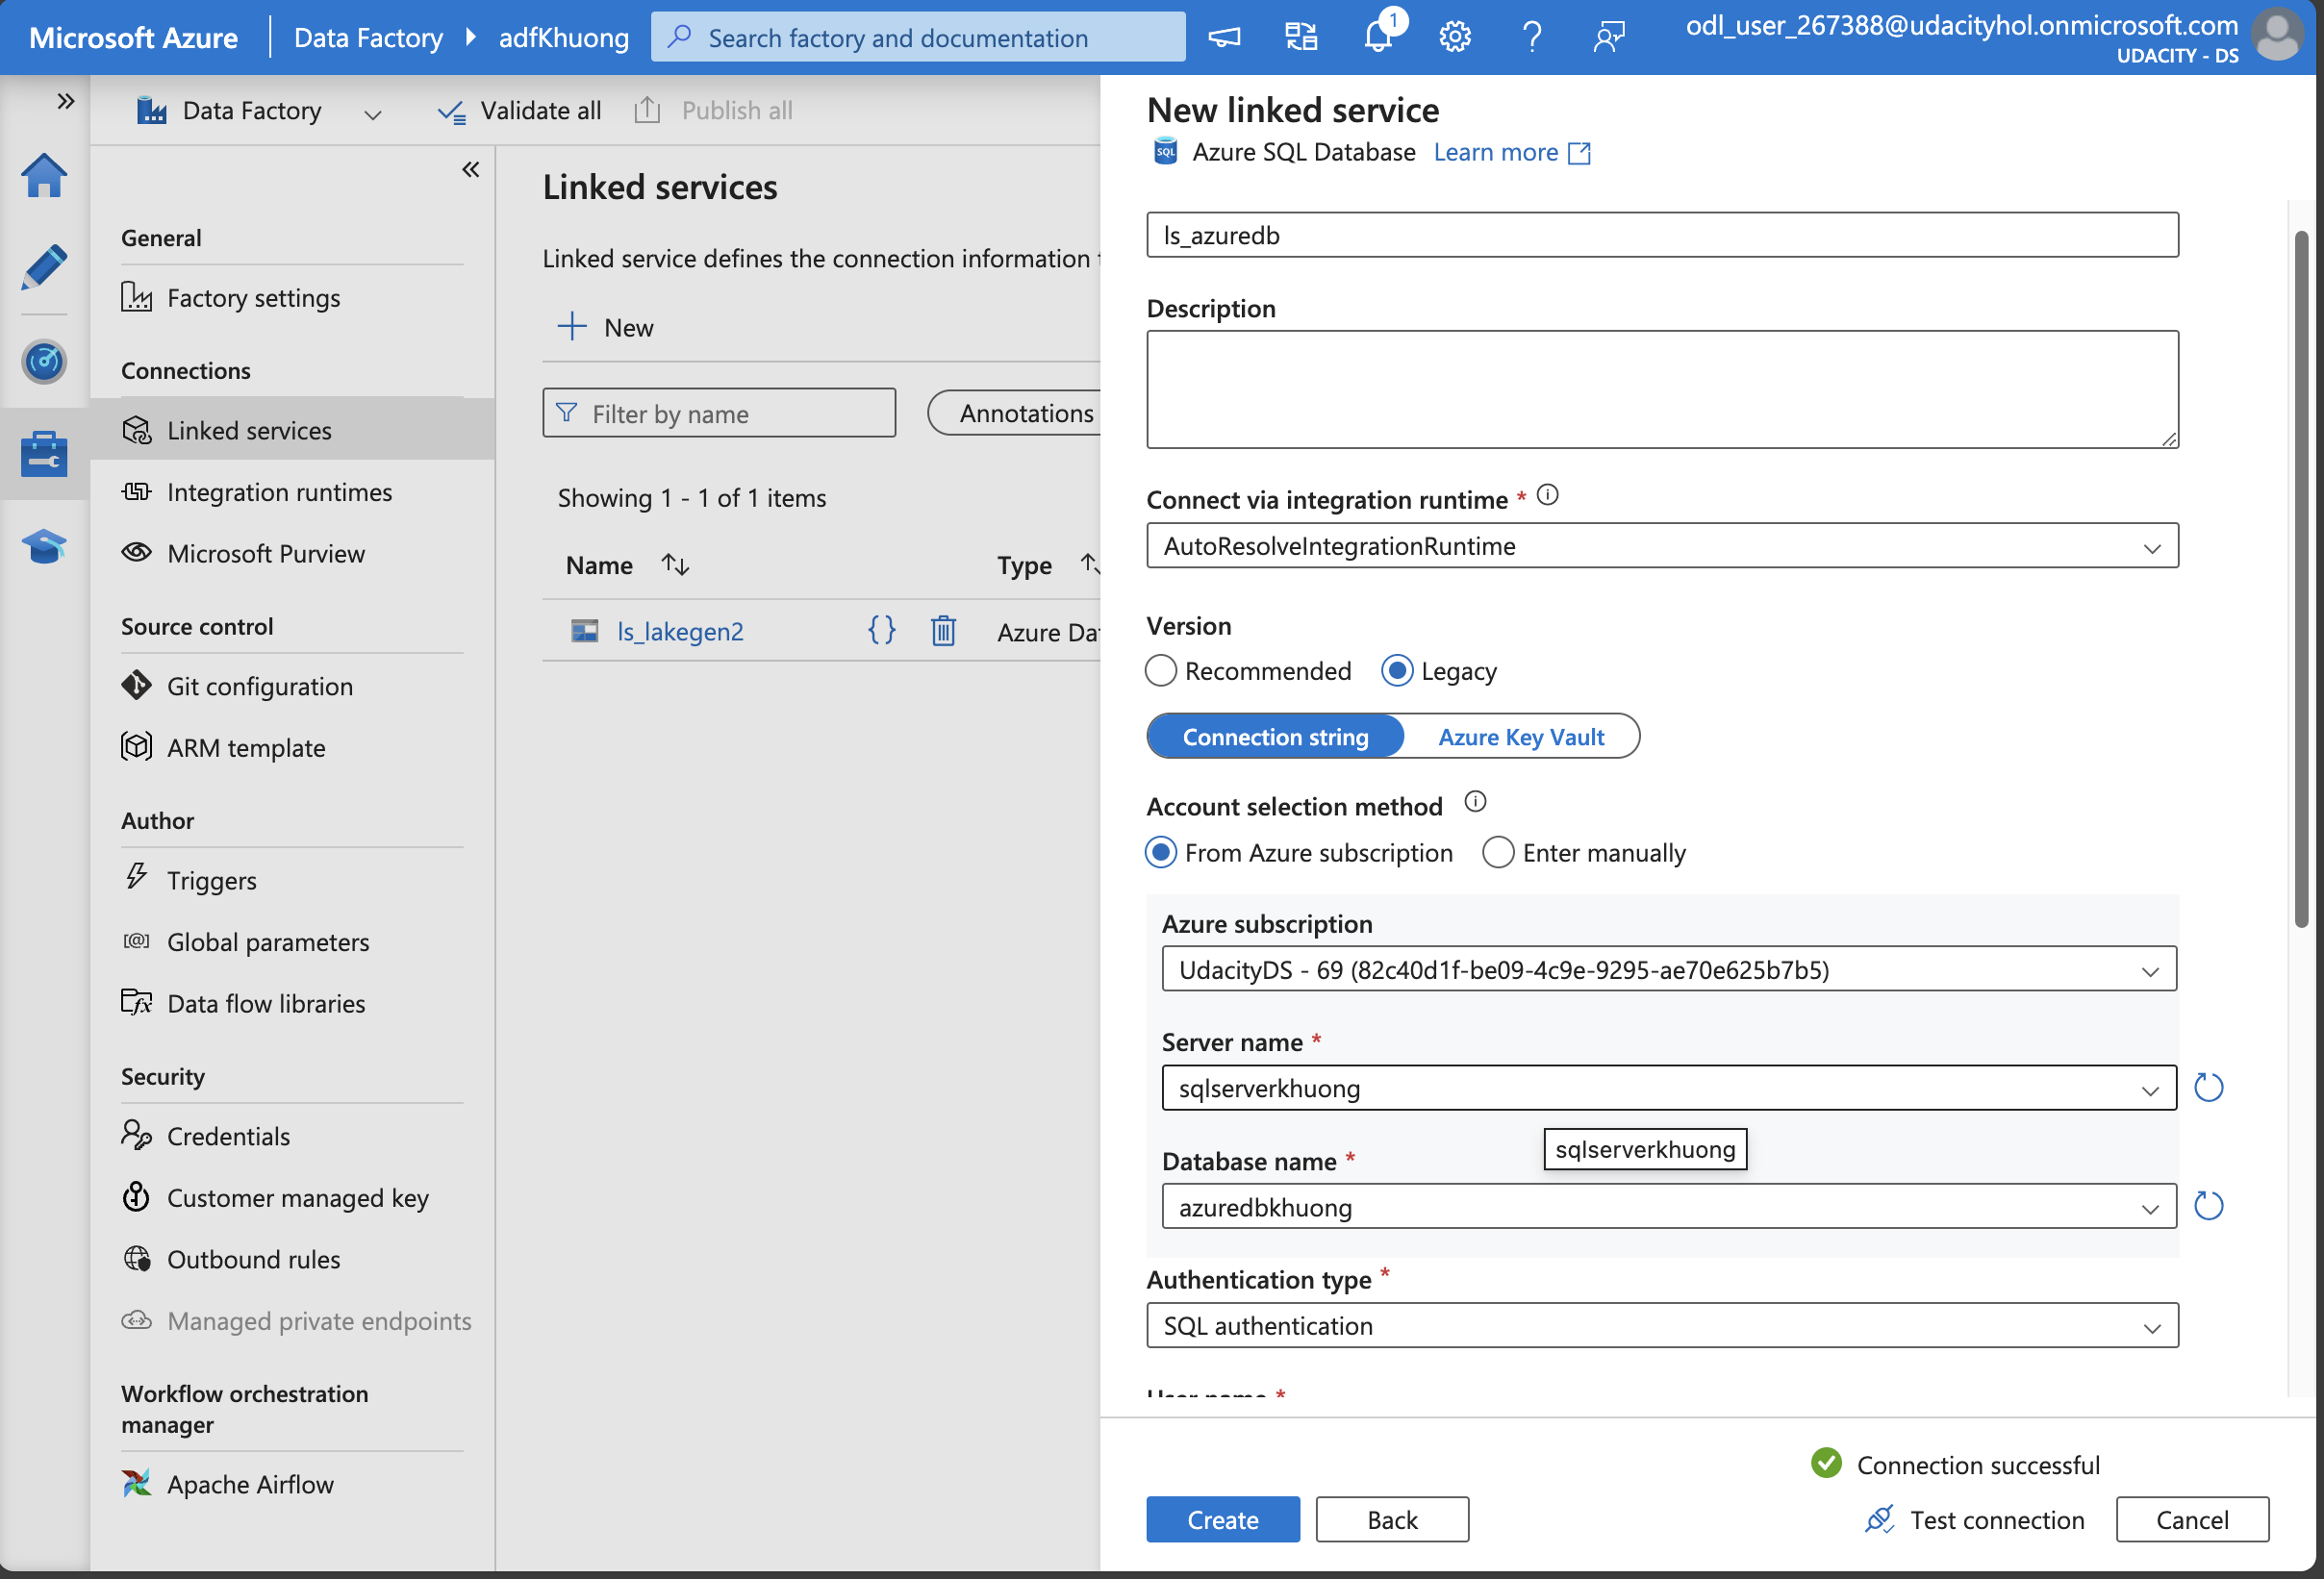 Microsoft Azure
Data Factory
adfKhuong
Search factory and documentation
1
odl_user_267388@udacityhol.onmicrosoft.com
UDACITY - DS
Data Factory
Validate all
Publish all
General
Factory settings
Connections
Linked services
Integration runtimes
Microsoft Purview
Source control
Git configuration
ARM template
Author
Triggers
Global parameters
Data flow libraries
Security
Credentials
Customer managed key
Outbound rules
Managed private endpoints
Workflow orchestration
manager
Apache Airflow
Linked services
Linked service defines the connection information
New
Filter by name
Annotations
Showing 1 - 1 of 1 items
Name
Type
ls_lakegen2
Azure Da
New linked service
SQL
Azure SQL Database
Learn more
ls_azuredb
Description
Connect via integration runtime *
AutoResolveIntegrationRuntime
Version
Recommended
Legacy
Connection string
Azure Key Vault
Account selection method
From Azure subscription
Enter manually
Azure subscription
UdacityDS - 69 (82c40d1f-be09-4c9e-9295-ae70e625b7b5)
Server name *
sqlserverkhuong
sqlserverkhuong
Database name *
azuredbkhuong
Authentication type *
SQL authentication
User name *
Connection successful
Create
Back
Test connection
Cancel